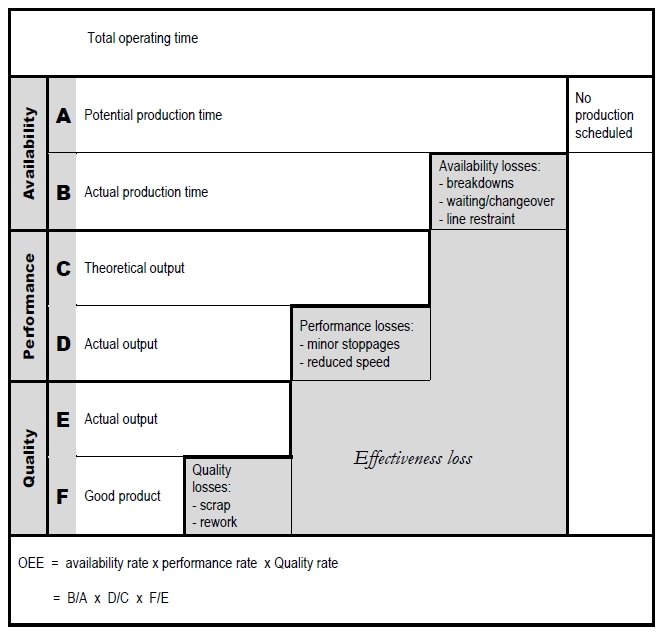 Total operating time
Availability
A
Potential production time
No
production
scheduled
B
Actual production time
Availability losses:
- breakdowns
- waiting/changeover
- line restraint
Performance
C
Theoretical output
D
Actual output
Performance losses:
- minor stoppages
- reduced speed
Quality
E
Actual output
Effectiveness loss
F
Good product
Quality
losses:
- scrap
- rework
OEE = availability rate x performance rate x Quality rate
= B/A x D/C x F/E